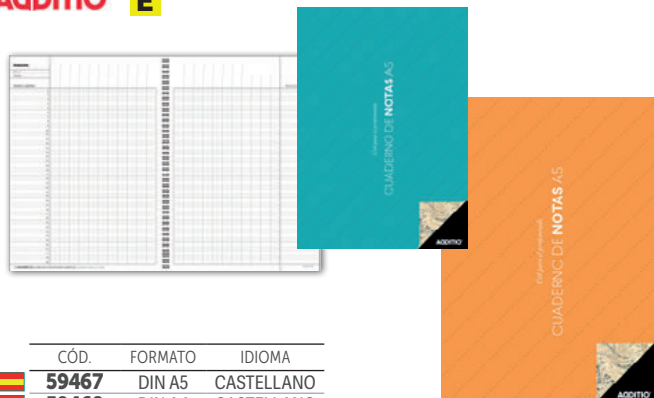 ADDITIO E
CUADERNO DE NOTAS A5
ADDITIO
CUADERNO DE NOTAS A5
ADDITIO
CÓD. FORMATO IDIOMA
59467 DIN A5 CASTELLANO